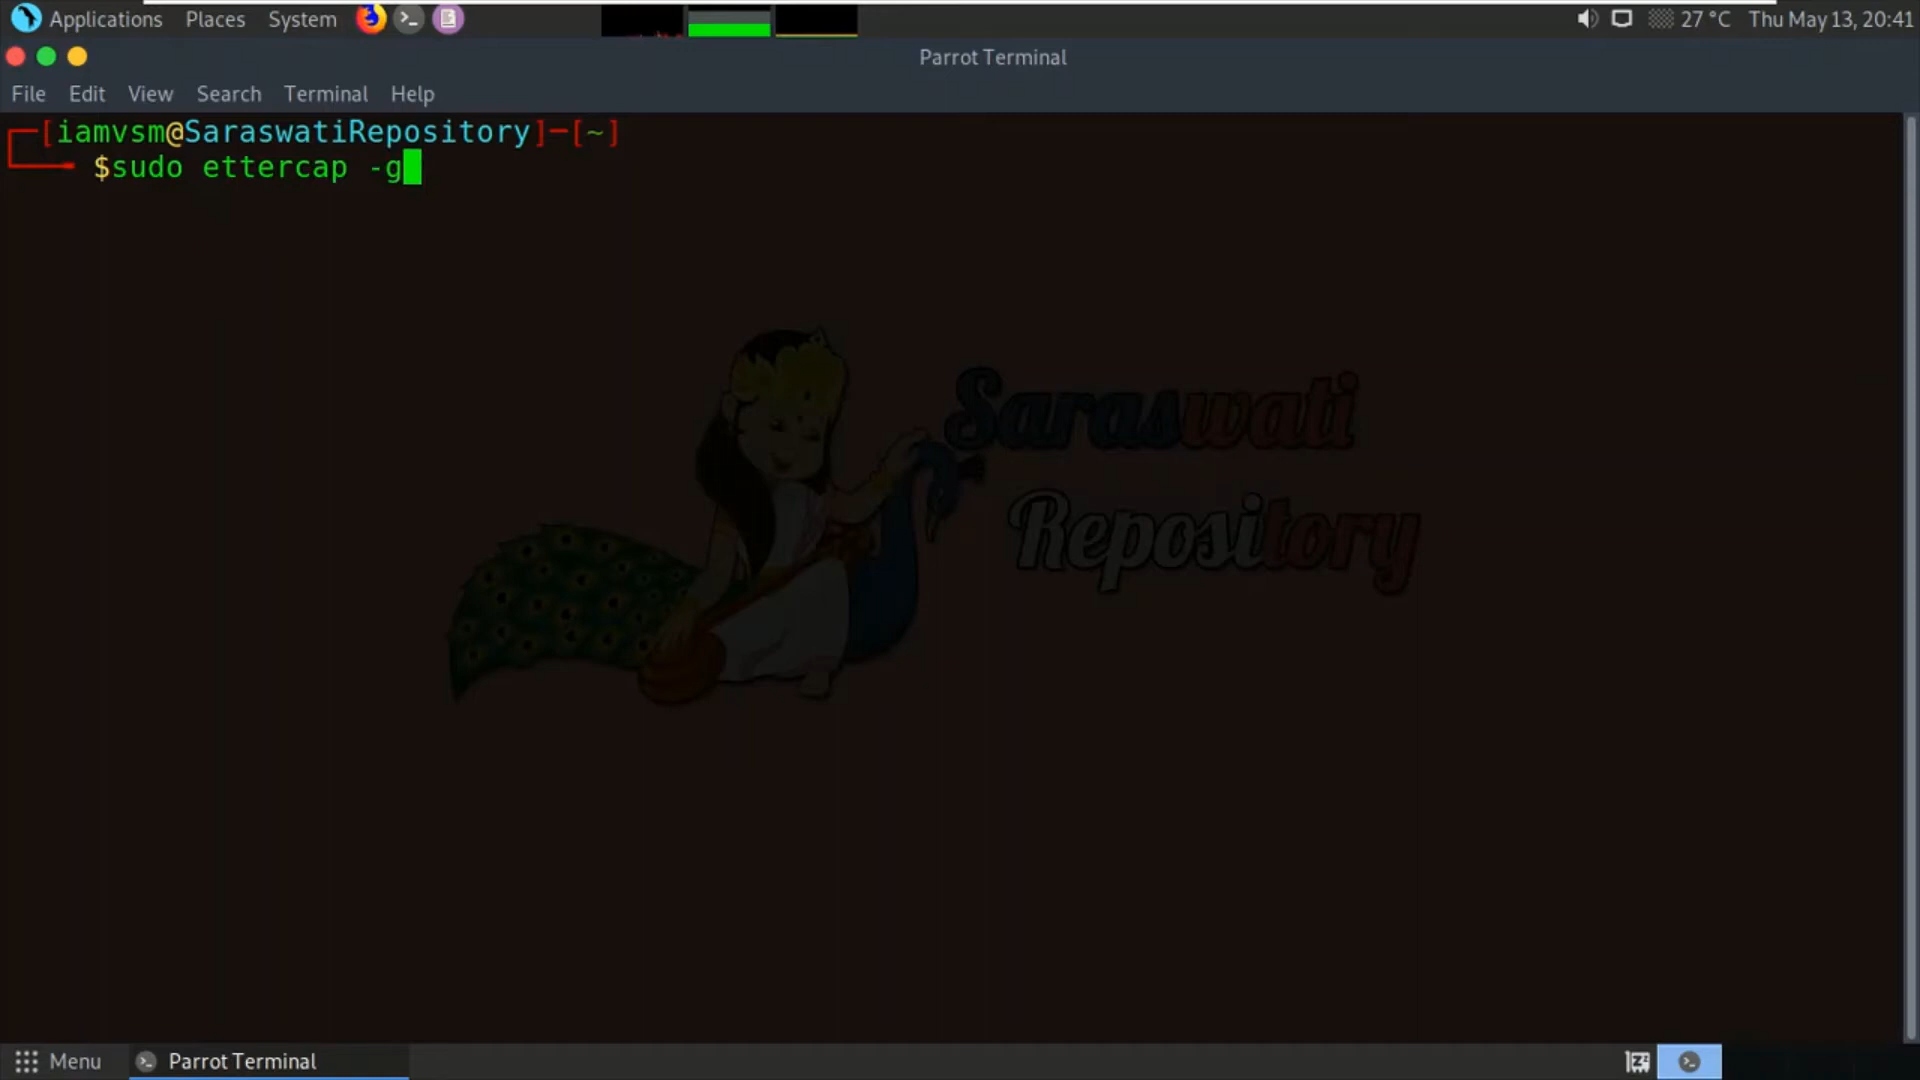 Applications Places System 27 °C Thu May 13, 20:41
Parrot Terminal
File Edit View Search Terminal Help
┌─[iamvsm@SaraswatiRepository]─[~]
└──╼ $sudo ettercap -g
Saraswati
Repository
Menu Parrot Terminal